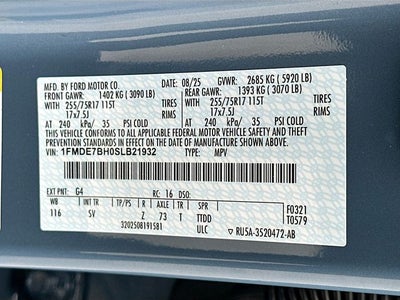 MFD. BY FORD MOTOR CO. 08/25 GVWR: 2685 KG ( 5920 LB)
FRONT GAWR: 1402 KG ( 3090 LB) REAR GAWR: 1393 KG ( 3070 LB)
255/75R17 115T 255/75R17 115T
17x7.5J 17x7.5J
AT 240 kPa/ 35 PSI COLD AT 240 kPa/ 35 PSI COLD
THIS VEHICLE CONFORMS TO ALL APPLICABLE FEDERAL MOTOR VEHICLE SAFETY AND
THEFT PREVENTION STANDARDS IN EFFECT ON THE DATE OF MANUFACTURE SHOWN ABOVE.
VIN: 1FMDE7BH0SLB21932 TYPE: MPV
EXT PNT: G4 RC: 16 DSO: F0321
WB INT TR TP/PS R AXLE TR SPR T0579
116 SV Z 73 T TTDD
3202508191581 ULC RU5A-3520472-AB